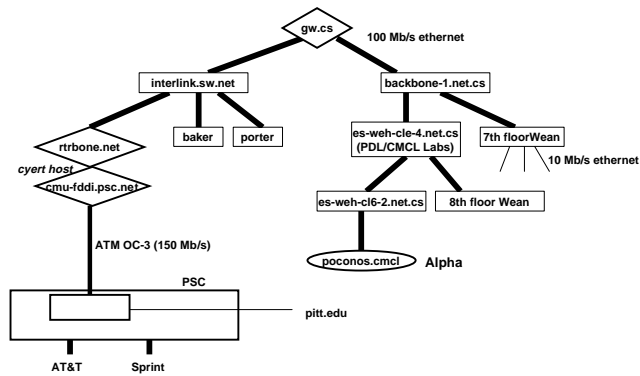 gw.cs
100 Mb/s ethernet
interlink.sw.net
backbone-1.net.cs
baker
porter
es-weh-cle-4.net.cs
(PDL/CMCL Labs)
7th floorWean
rtrbone.net
10 Mb/s ethernet
cyert host
cmu-fddi.psc.net
es-weh-cl6-2.net.cs
8th floor Wean
ATM OC-3 (150 Mb/s)
poconos.cmcl
Alpha
PSC
pitt.edu
AT&T
Sprint